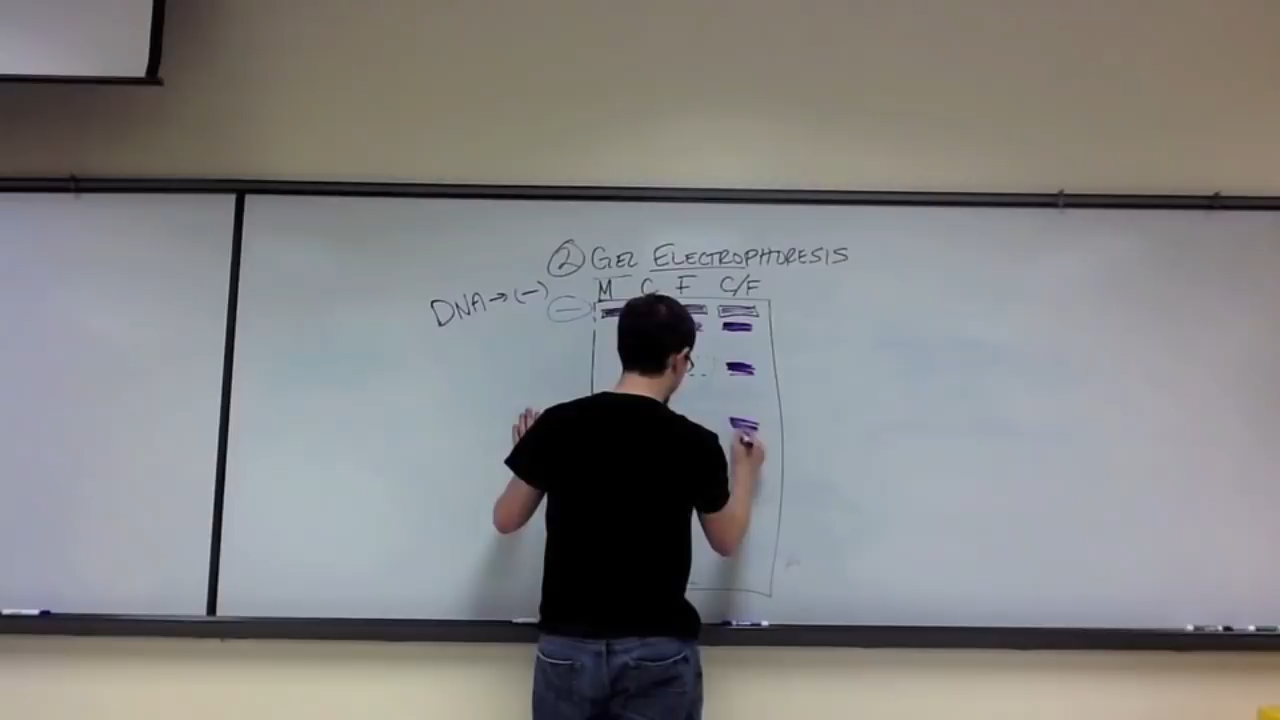 ② GEL ELECTROPHORESIS
M C F C/F
DNA→(−)
−